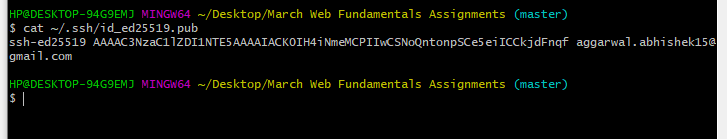 HP@DESKTOP-94G9EMJ MINGW64 ~/Desktop/March Web Fundamentals Assignments (master)
$ cat ~/.ssh/id_ed25519.pub
ssh-ed25519 AAAAC3NzaC1lZDI1NTE5AAAAIACKOIH4iNmeMCPIIwCSNoQntonpSCe5eiICCkjdFnqf aggarwal.abhishek15@
gmail.com
HP@DESKTOP-94G9EMJ MINGW64 ~/Desktop/March Web Fundamentals Assignments (master)
$